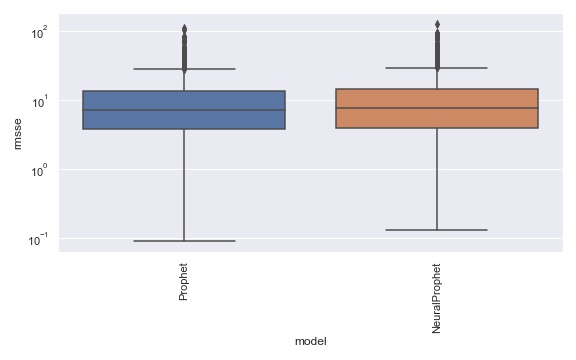 10²
10¹
10⁰
10⁻¹
rmsse
Prophet
NeuralProphet
model